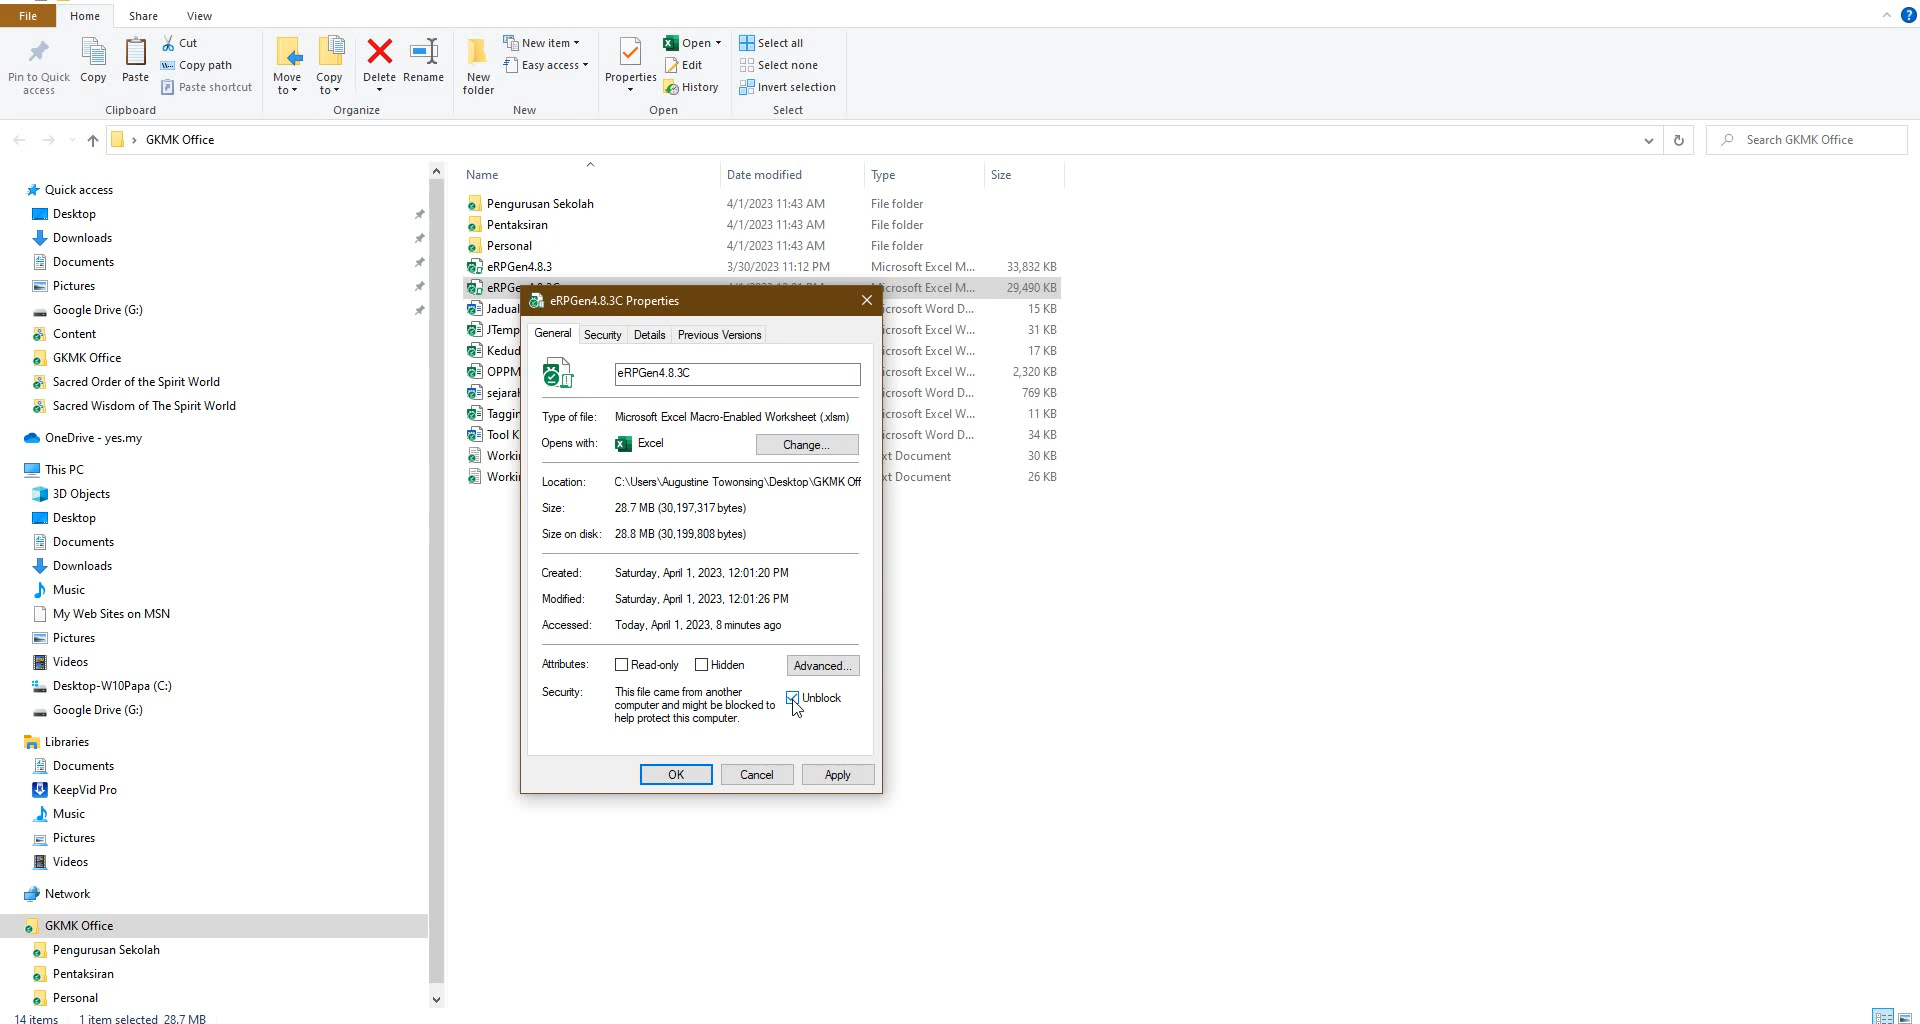 File Home Share View
Pin to Quick access
Copy
Paste
Cut
Copy path
Paste shortcut
Clipboard
Move to
Copy to
Delete
Rename
Organize
New folder
New item
Easy access
New
Properties
Open
Edit
History
Open
Select all
Select none
Invert selection
Select
GKMK Office
Search GKMK Office
Quick access
Desktop
Downloads
Documents
Pictures
Google Drive (G:)
Content
GKMK Office
Sacred Order of the Spirit World
Sacred Wisdom of The Spirit World
OneDrive - yes.my
This PC
3D Objects
Desktop
Documents
Downloads
Music
My Web Sites on MSN
Pictures
Videos
Desktop-W10Papa (C:)
Google Drive (G:)
Libraries
Documents
KeepVid Pro
Music
Pictures
Videos
Network
GKMK Office
Pengurusan Sekolah
Pentaksiran
Personal
Name Date modified Type Size
Pengurusan Sekolah 4/1/2023 11:43 AM File folder
Pentaksiran 4/1/2023 11:43 AM File folder
Personal 4/1/2023 11:43 AM File folder
eRPGen4.8.3 3/30/2023 11:12 PM Microsoft Excel M... 33,832 KB
eRPGe icrosoft Excel M... 29,490 KB
Jadual icrosoft Word D... 15 KB
JTemp icrosoft Excel W... 31 KB
Kedud icrosoft Excel W... 17 KB
OPPM icrosoft Excel W... 2,320 KB
sejarah icrosoft Word D... 769 KB
Taggin icrosoft Excel W... 11 KB
Tool K icrosoft Word D... 34 KB
Workin xt Document 30 KB
Workin xt Document 26 KB
eRPGen4.8.3C Properties
General Security Details Previous Versions
eRPGen4.8.3C
Type of file: Microsoft Excel Macro-Enabled Worksheet (.xlsm)
Opens with: Excel Change...
Location: C:\Users\Augustine Towonsing\Desktop\GKMK Off
Size: 28.7 MB (30,197,317 bytes)
Size on disk: 28.8 MB (30,199,808 bytes)
Created: Saturday, April 1, 2023, 12:01:20 PM
Modified: Saturday, April 1, 2023, 12:01:26 PM
Accessed: Today, April 1, 2023, 8 minutes ago
Attributes: Read-only Hidden Advanced...
Security: This file came from another
computer and might be blocked to
help protect this computer.
Unblock
OK Cancel Apply
14 items 1 item selected 28.7 MB